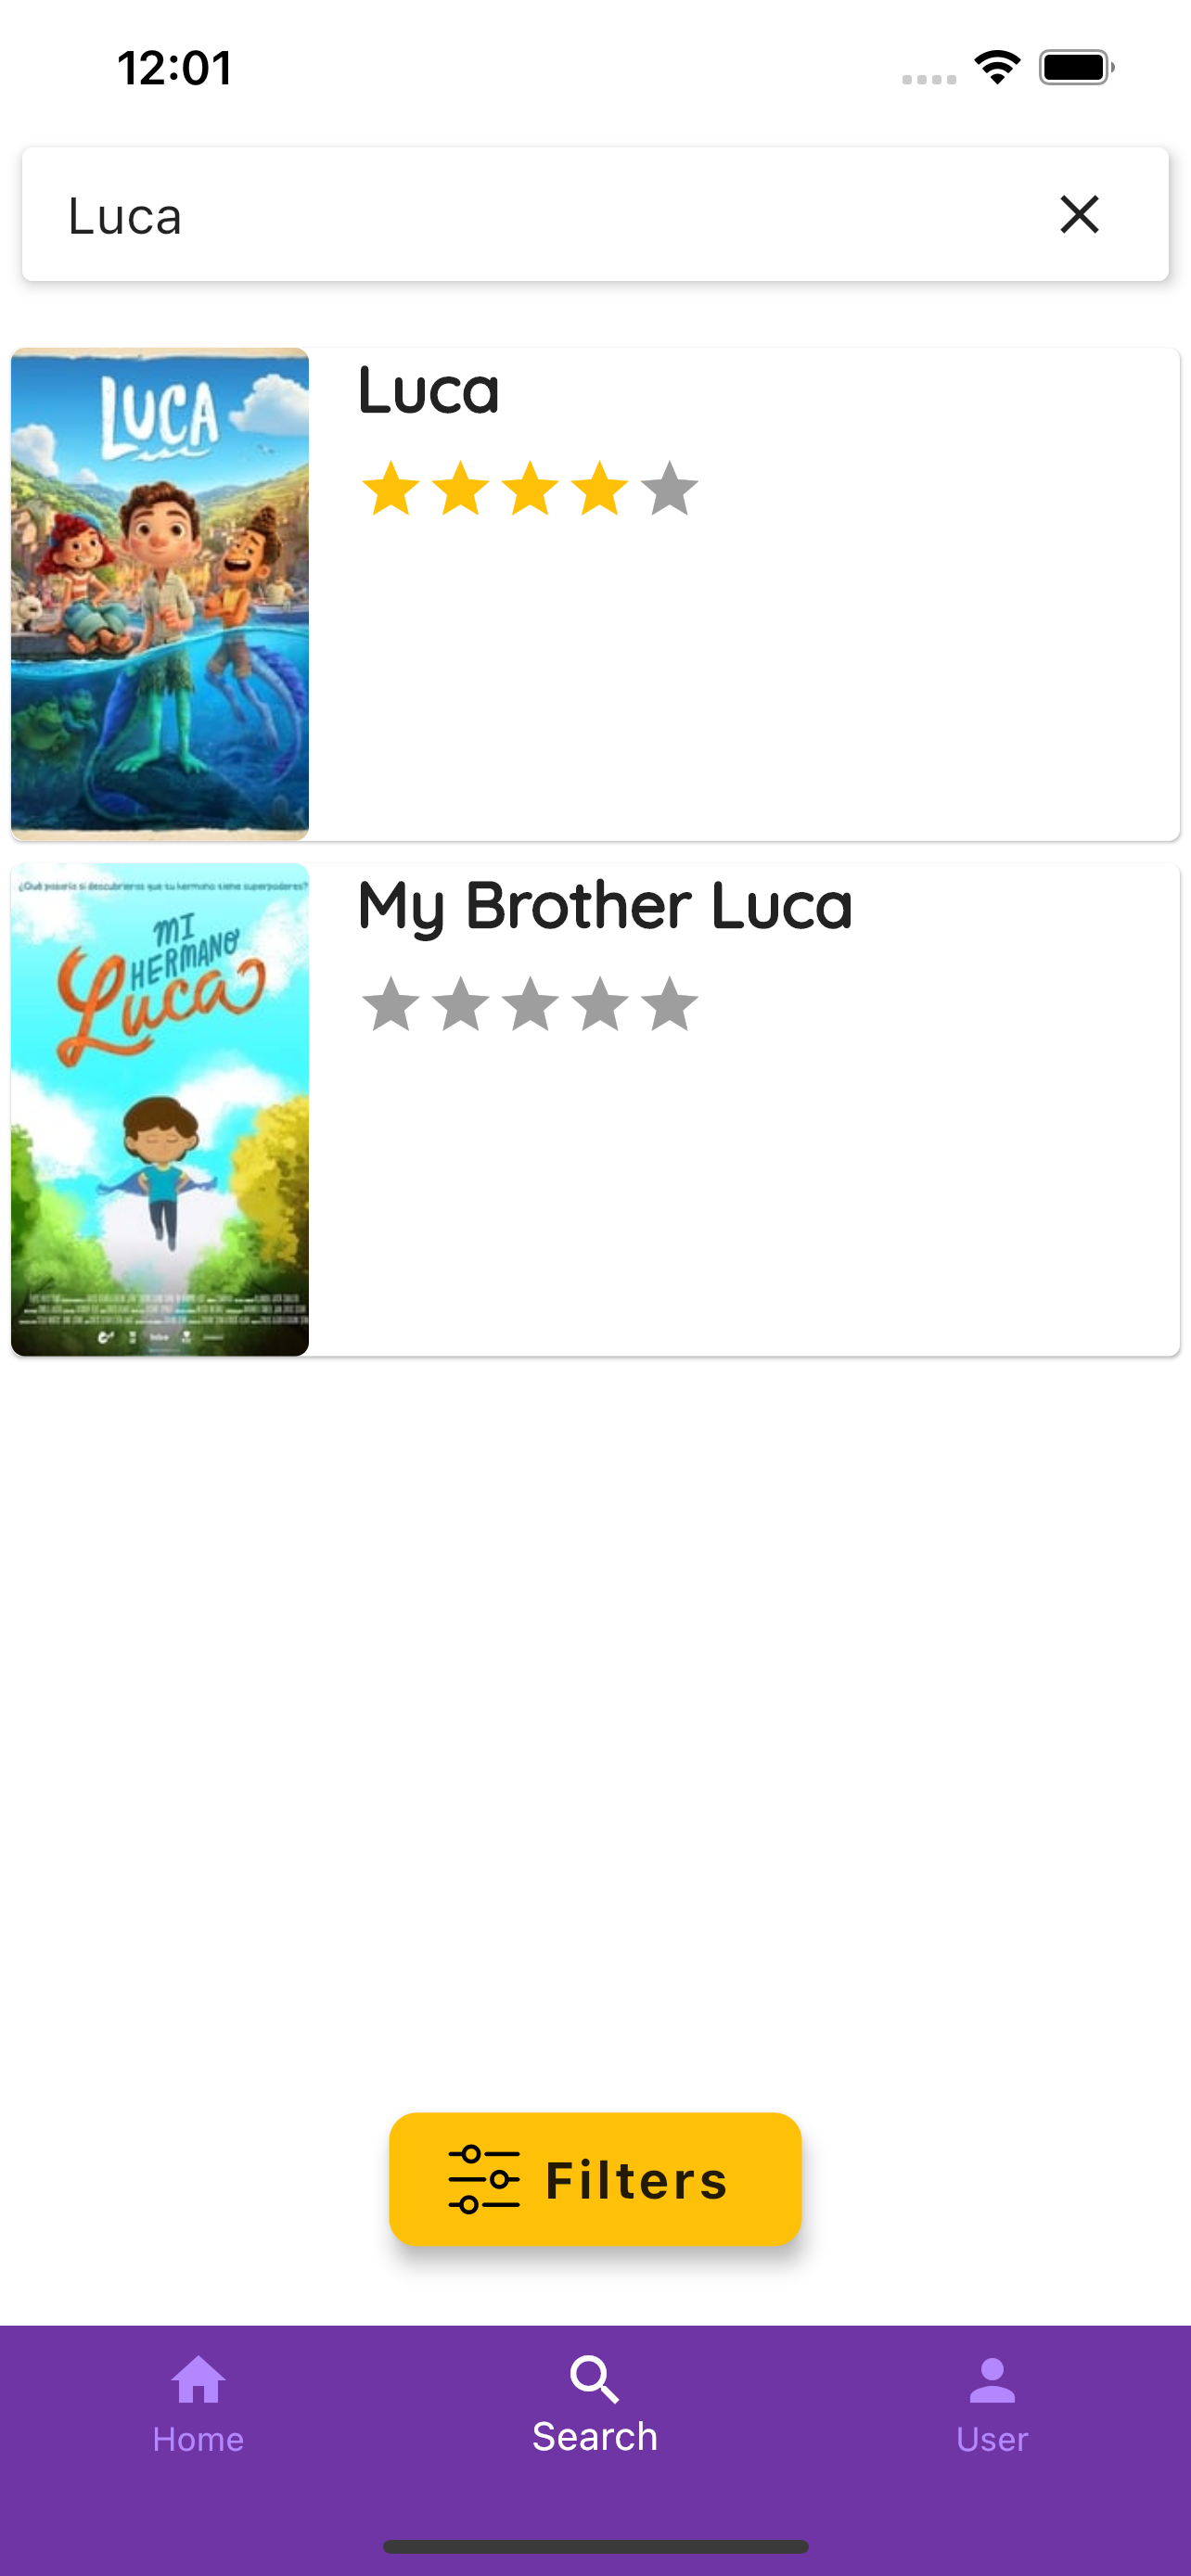 12:01
Luca
LUCA
Luca
¿Qué pasaría si descubrieras que tu hermano tiene superpoderes?
MI
HERMANO
Luca
My Brother Luca
Filters
Home
Search
User